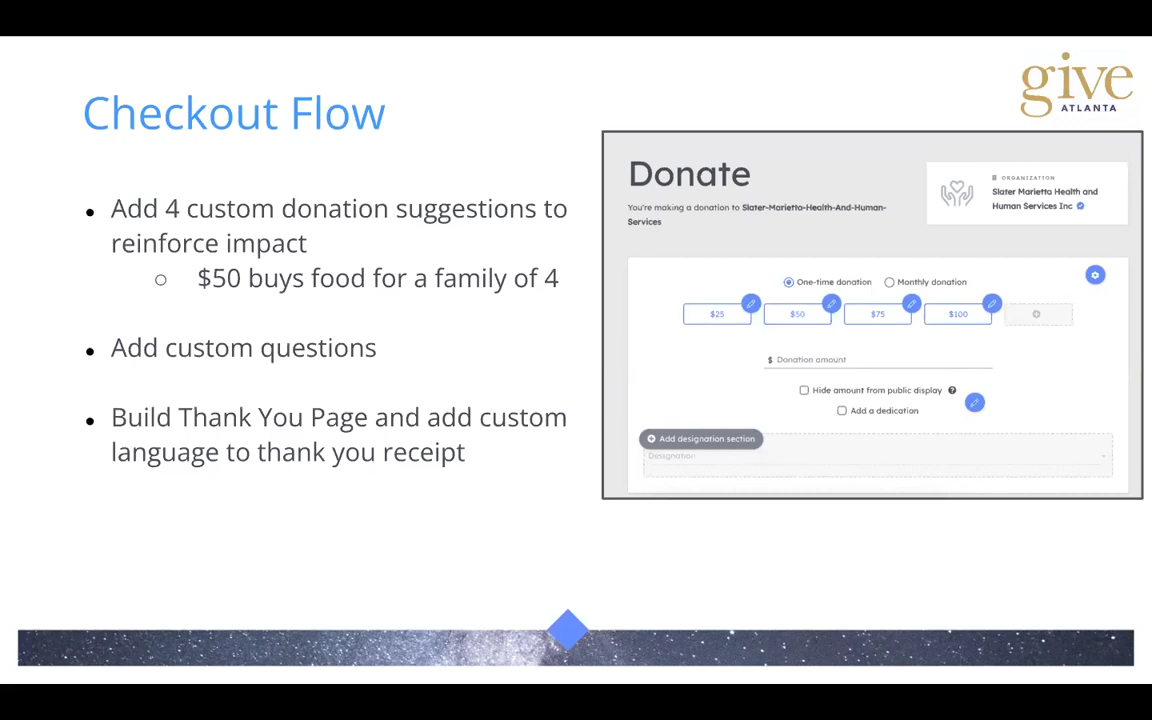 give
ATLANTA
Checkout Flow
Add 4 custom donation suggestions to
reinforce impact
$50 buys food for a family of 4
Add custom questions
Build Thank You Page and add custom
language to thank you receipt
Donate
You're making a donation to Slater-Marietta-Health-And-Human-
Services
ORGANIZATION
Slater Marietta Health and
Human Services Inc
One-time donation Monthly donation
$25 $50 $75 $100
$ Donation amount
Hide amount from public display ?
Add a dedication
Add designation section
Designation